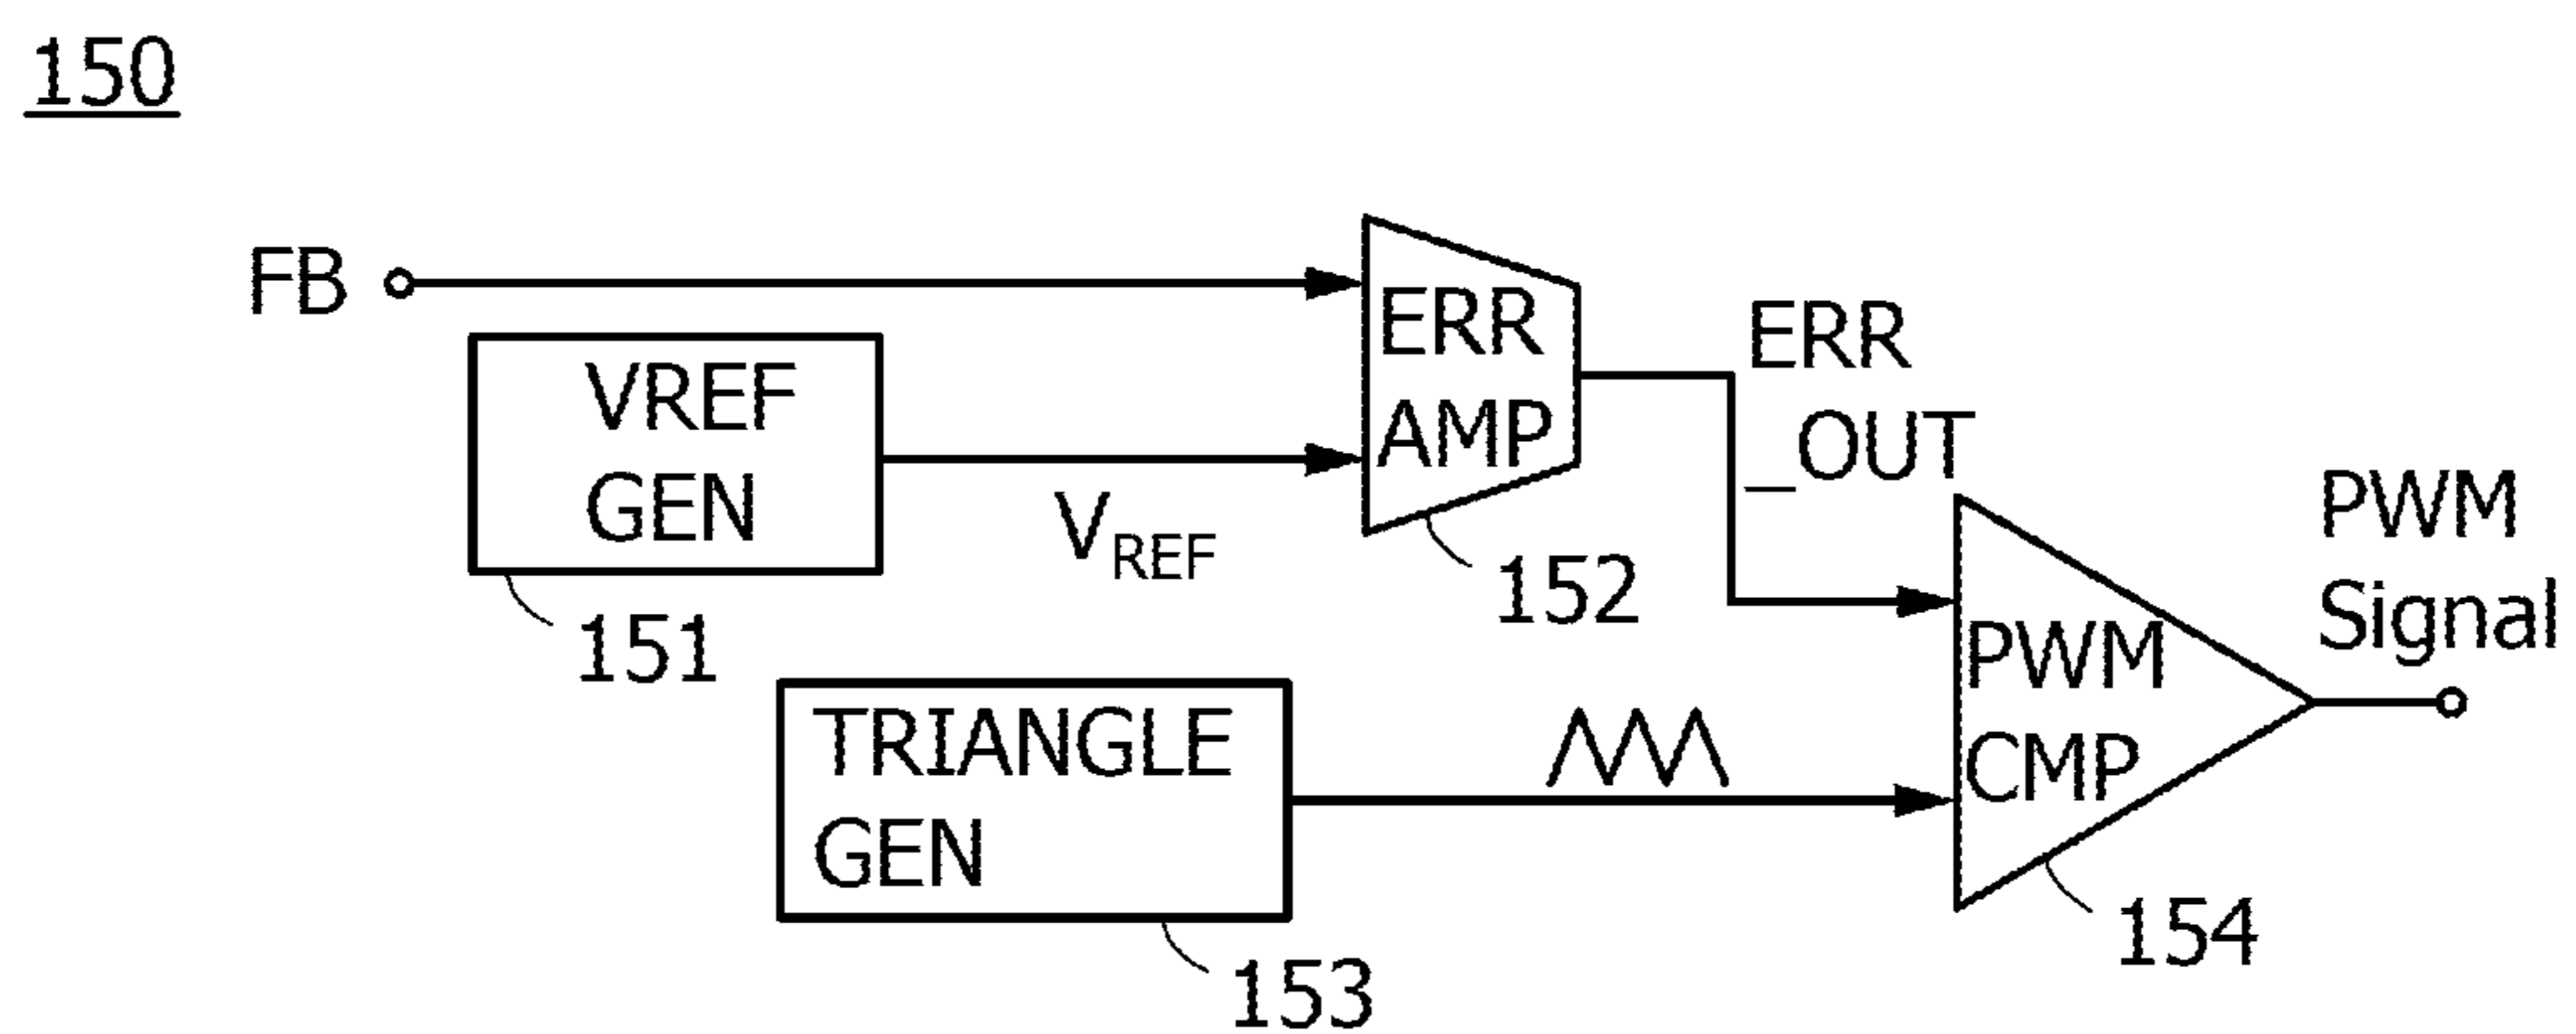 150
FB
VREF
GEN
151
VREF
ERR
AMP
152
ERR
_OUT
TRIANGLE
GEN
153
PWM
CMP
154
PWM
Signal